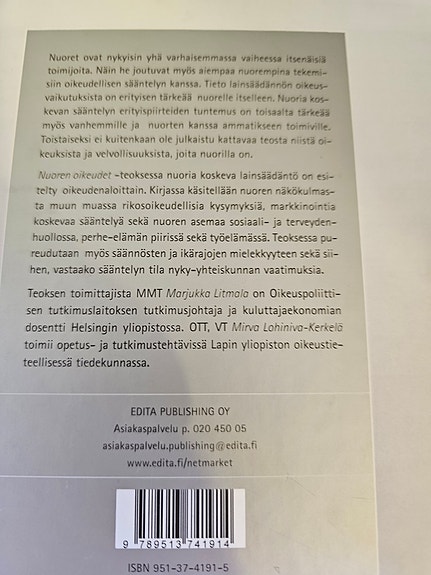 Nuoret ovat nykyisin yhä varhaisemmassa vaiheessa itsenäisiä
toimijoita. Näin he joutuvat myös aiempaa nuorempina tekemi-
siin oikeudellisen sääntelyn kanssa. Tieto lainsäädännön oikeus-
vaikutuksista on erityisen tärkeää nuorelle itselleen. Nuoria kos-
kevan sääntelyn erityispiirteiden tuntemus on toisaalta tärkeää
myös vanhemmille ja nuorten kanssa ammatikseen toimiville.
Toistaiseksi ei kuitenkaan ole julkaistu kattavaa teosta niistä oi-
keuksista ja velvollisuuksista, joita nuorilla on.
Nuoren oikeudet -teoksessa nuoria koskeva lainsäädäntö on esi-
telty oikeudenaloittain. Kirjassa käsitellään nuoren näkökulmas-
ta muun muassa rikosoikeudellisia kysymyksiä, markkinointia
koskevaa sääntelyä sekä nuoren asemaa sosiaali- ja terveyden-
huollossa, perhe-elämän piirissä sekä työelämässä. Teoksessa pu-
reudutaan myös säännösten ja ikärajojen mielekkyyteen sekä sii-
hen, vastaako sääntelyn tila nyky-yhteiskunnan vaatimuksia.
Teoksen toimittajista MMT Marjukka Litmala on Oikeuspoliitti-
sen tutkimuslaitoksen tutkimusjohtaja ja kuluttajaekonomian
dosentti Helsingin yliopistossa. OTT, VT Mirva Lohiniva-Kerkelä
toimii opetus- ja tutkimustehtävissä Lapin yliopiston oikeustie-
teellisessä tiedekunnassa.
EDITA PUBLISHING OY
Asiakaspalvelu p. 020 450 05
asiakaspalvelu.publishing@edita.fi
www.edita.fi/netmarket
9 789513 741914
ISBN 951-37-4191-5